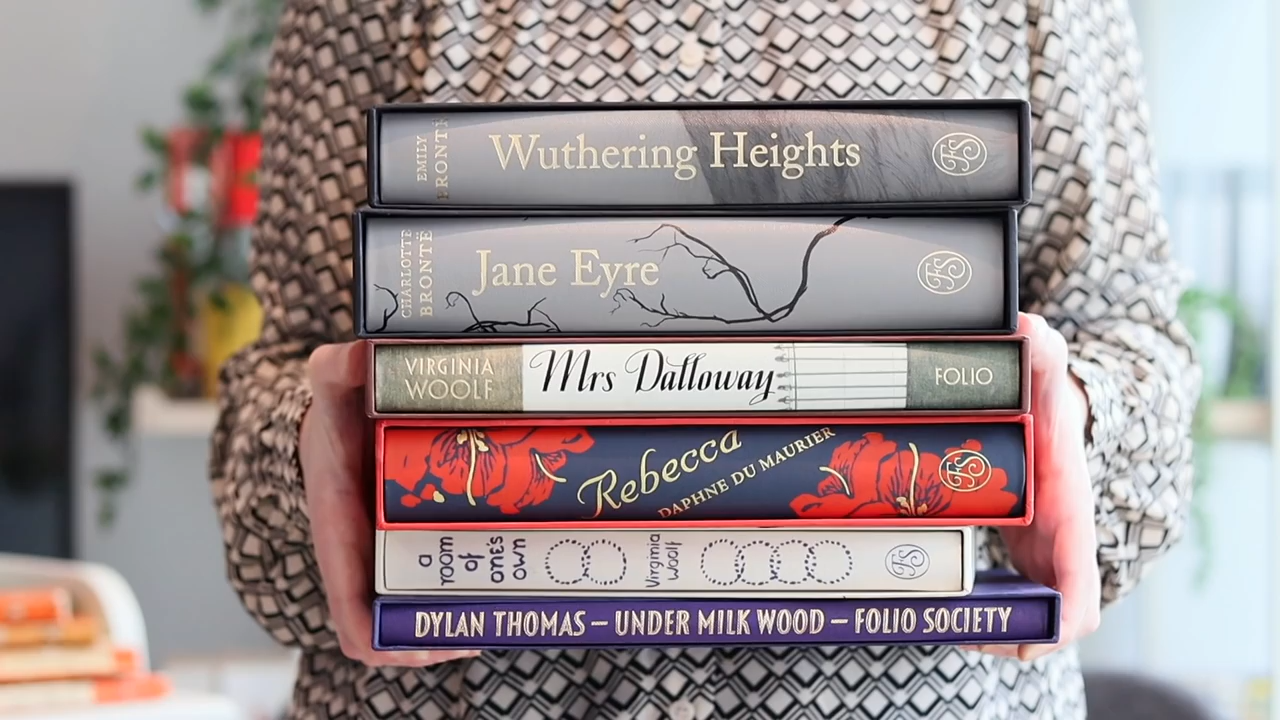 EMILY
BRONTË
Wuthering Heights
FS
CHARLOTTE
BRONTË
Jane Eyre
FS
VIRGINIA
WOOLF
Mrs Dalloway
FOLIO
Rebecca
DAPHNE DU MAURIER
FS
a
room
of
one's
own
Virginia
Woolf
FS
DYLAN THOMAS — UNDER MILK WOOD — FOLIO SOCIETY